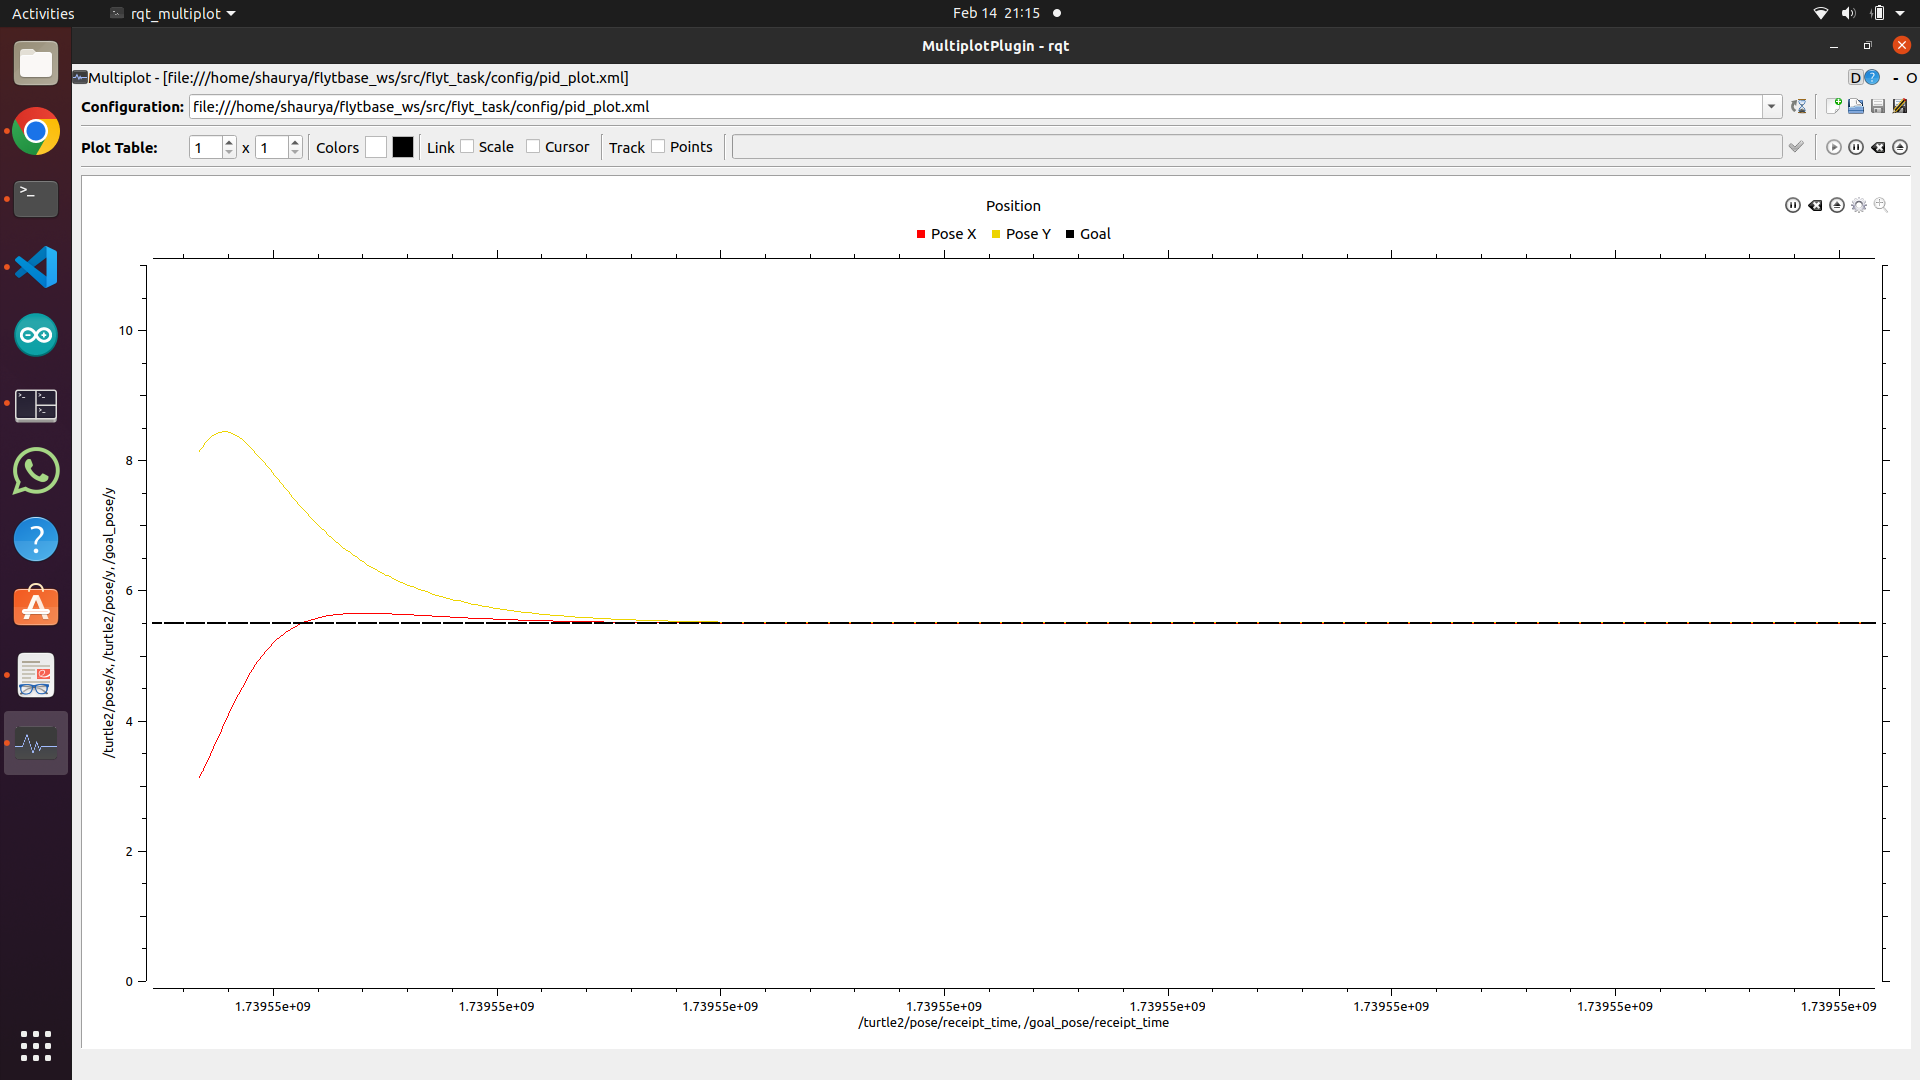 Activities rqt_multiplot Feb 14 21:15
MultiplotPlugin - rqt
Multiplot - [file:///home/shaurya/flytbase_ws/src/flyt_task/config/pid_plot.xml] D ? - O
Configuration: file:///home/shaurya/flytbase_ws/src/flyt_task/config/pid_plot.xml
Plot Table: 1 x 1 Colors Link Scale Cursor Track Points
Position
Pose X Pose Y Goal
10
8
6
4
2
0
/turtle2/pose/x, /turtle2/pose/y, /goal_pose/y
1.73955e+09 1.73955e+09 1.73955e+09 1.73955e+09 1.73955e+09 1.73955e+09 1.73955e+09 1.73955e+09
/turtle2/pose/receipt_time, /goal_pose/receipt_time